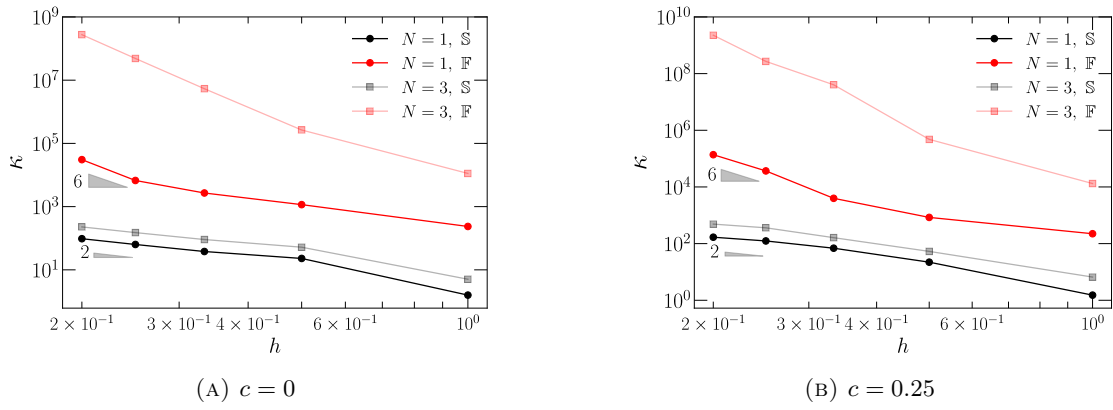 10^9
10^7
10^5
10^3
10^1
κ
6
2
N = 1, 𝕊
N = 1, 𝔽
N = 3, 𝕊
N = 3, 𝔽
2 × 10^−1
3 × 10^−1
4 × 10^−1
6 × 10^−1
10^0
h
(A) c = 0
10^10
10^8
10^6
10^4
10^2
10^0
κ
6
2
N = 1, 𝕊
N = 1, 𝔽
N = 3, 𝕊
N = 3, 𝔽
2 × 10^−1
3 × 10^−1
4 × 10^−1
6 × 10^−1
10^0
h
(B) c = 0.25